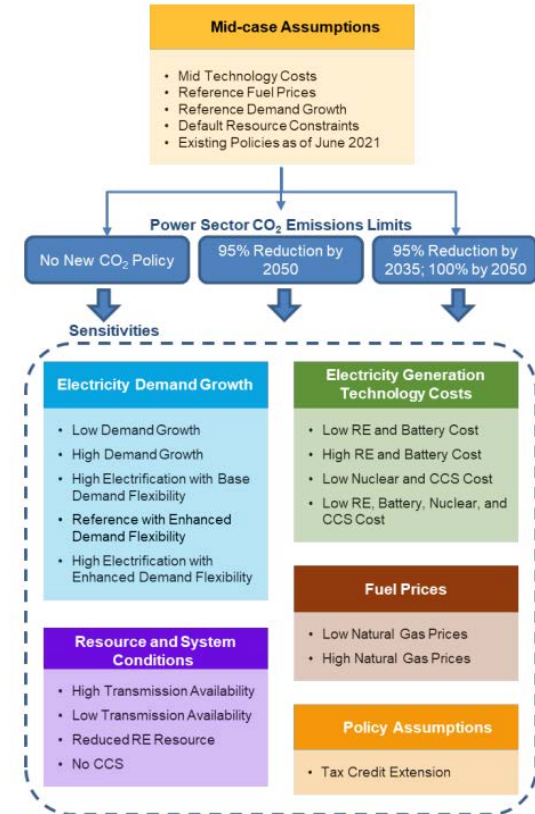 Mid-case Assumptions
• Mid Technology Costs
• Reference Fuel Prices
• Reference Demand Growth
• Default Resource Constraints
• Existing Policies as of June 2021
Power Sector CO₂ Emissions Limits
No New CO₂ Policy
95% Reduction by
2050
95% Reduction by
2035; 100% by 2050
Sensitivities
Electricity Demand Growth
• Low Demand Growth
• High Demand Growth
• High Electrification with Base
Demand Flexibility
• Reference with Enhanced
Demand Flexibility
• High Electrification with
Enhanced Demand Flexibility
Electricity Generation
Technology Costs
• Low RE and Battery Cost
• High RE and Battery Cost
• Low Nuclear and CCS Cost
• Low RE, Battery, Nuclear, and
CCS Cost
Fuel Prices
• Low Natural Gas Prices
• High Natural Gas Prices
Resource and System
Conditions
• High Transmission Availability
• Low Transmission Availability
• Reduced RE Resource
• No CCS
Policy Assumptions
• Tax Credit Extension